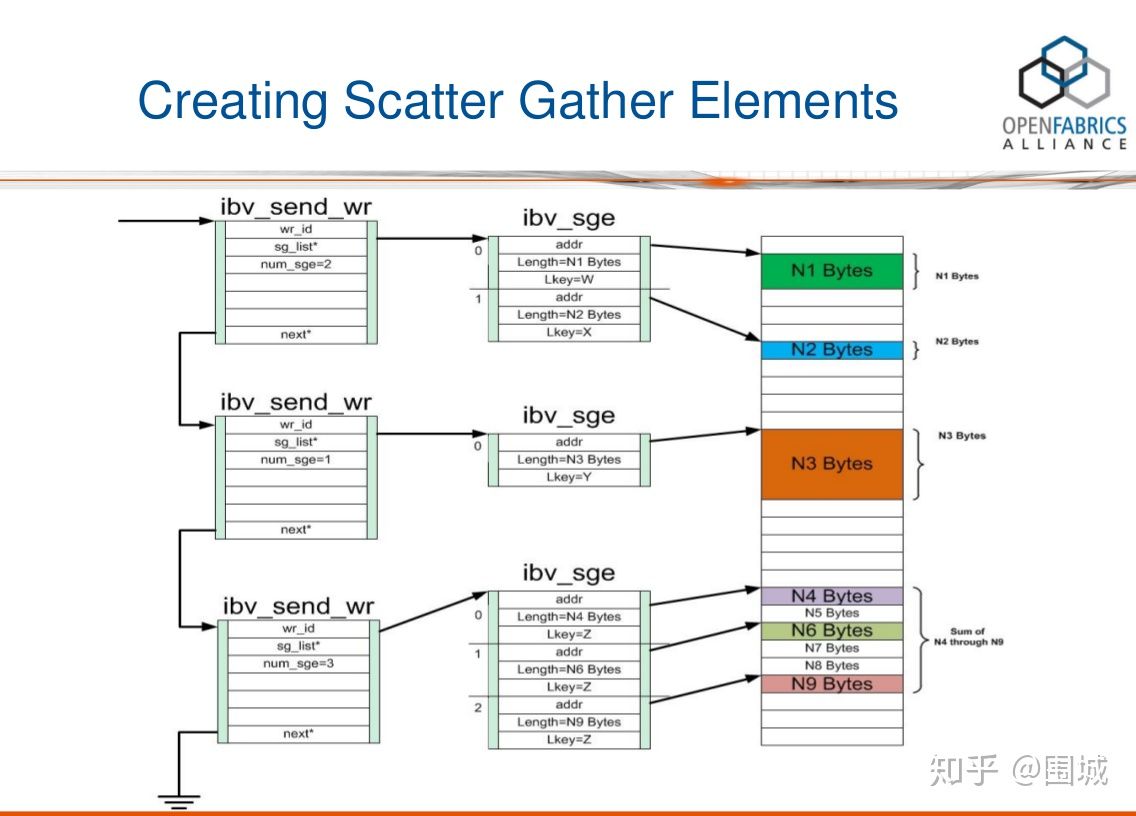 Creating Scatter Gather Elements
OPENFABRICS
ALLIANCE
ibv_send_wr
wr_id
sg_list*
num_sge=2
next*
ibv_sge
0
addr
Length=N1 Bytes
Lkey=W
1
addr
Length=N2 Bytes
Lkey=X
N1 Bytes
N1 Bytes
N2 Bytes
N2 Bytes
ibv_send_wr
wr_id
sg_list*
num_sge=1
next*
ibv_sge
0
addr
Length=N3 Bytes
Lkey=Y
N3 Bytes
N3 Bytes
ibv_send_wr
wr_id
sg_list*
num_sge=3
next*
ibv_sge
0
addr
Length=N4 Bytes
Lkey=Z
1
addr
Length=N6 Bytes
Lkey=Z
2
addr
Length=N9 Bytes
Lkey=Z
N4 Bytes
N5 Bytes
N6 Bytes
N7 Bytes
N8 Bytes
N9 Bytes
Sum of
N4 through N9
知乎 @围城